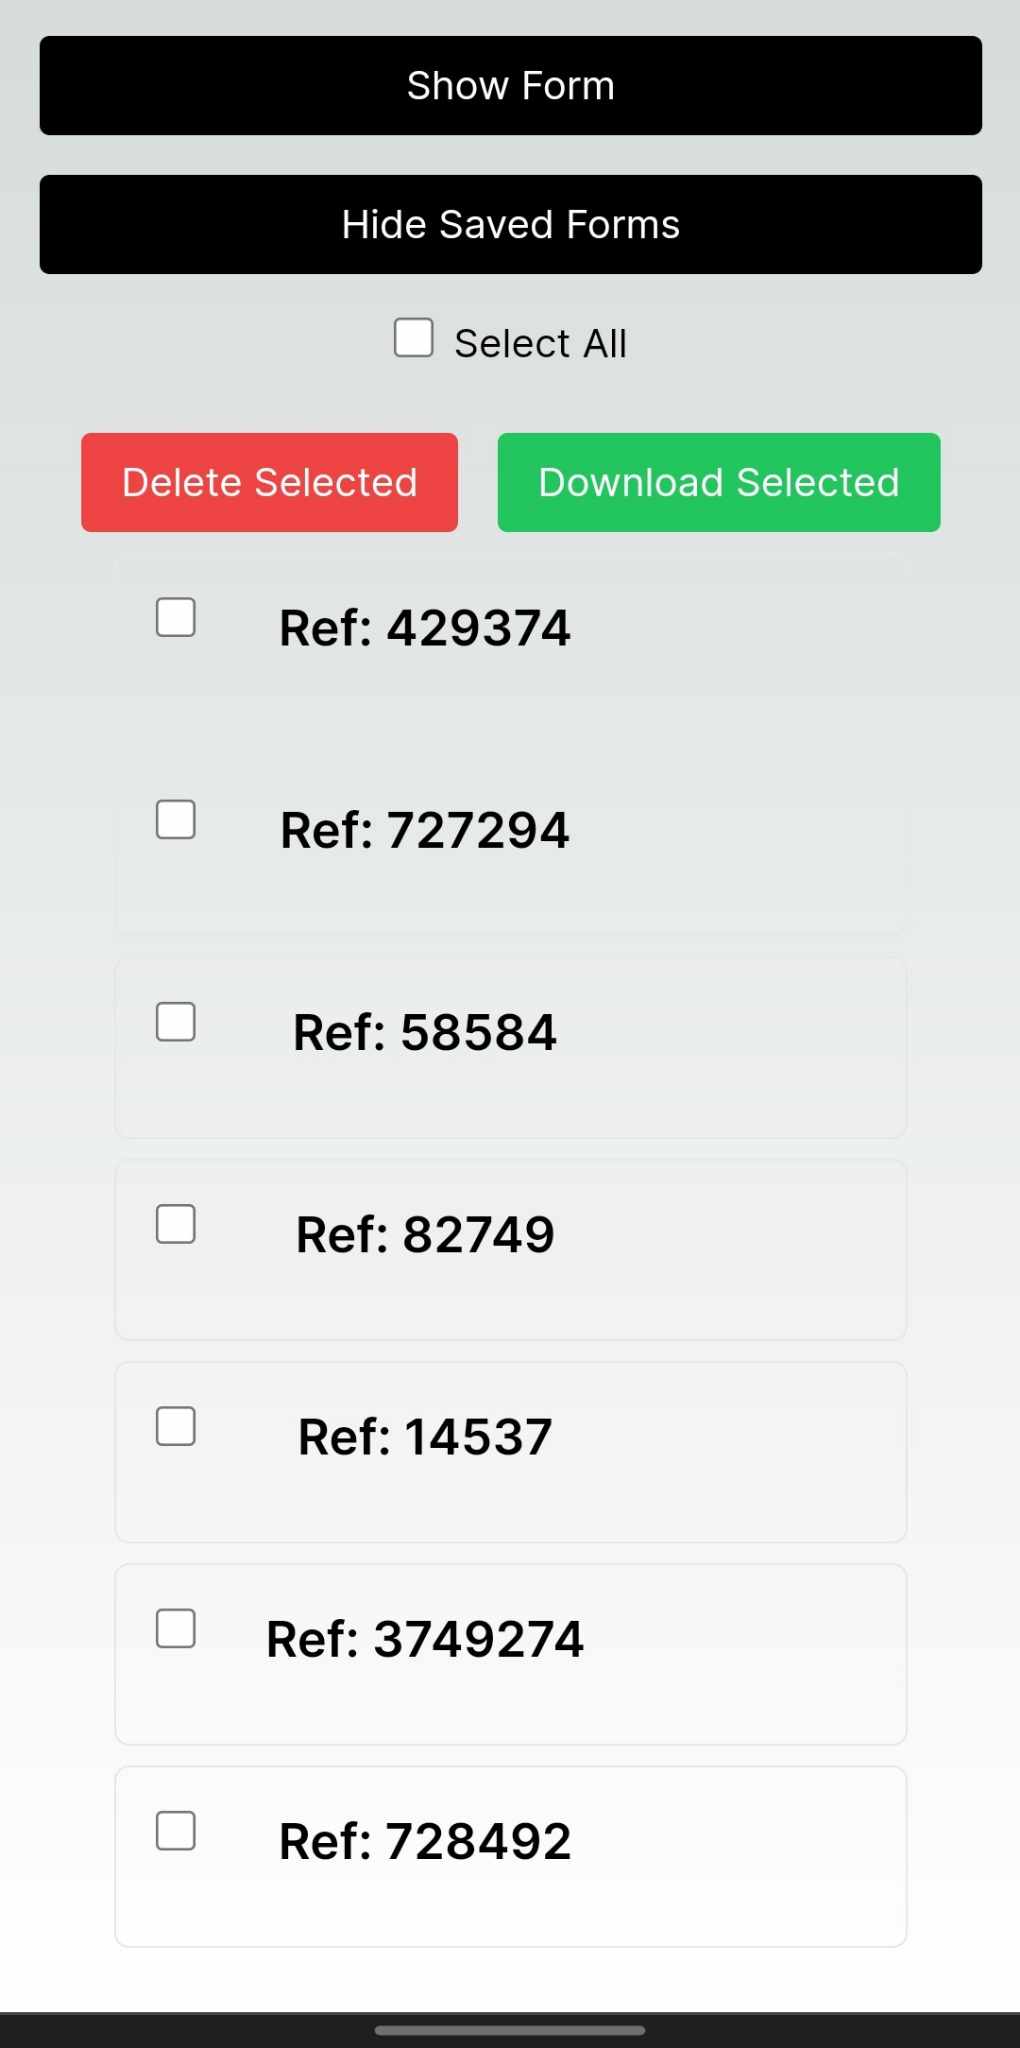 Show Form
Hide Saved Forms
Select All
Delete Selected
Download Selected
Ref: 429374
Ref: 727294
Ref: 58584
Ref: 82749
Ref: 14537
Ref: 3749274
Ref: 728492